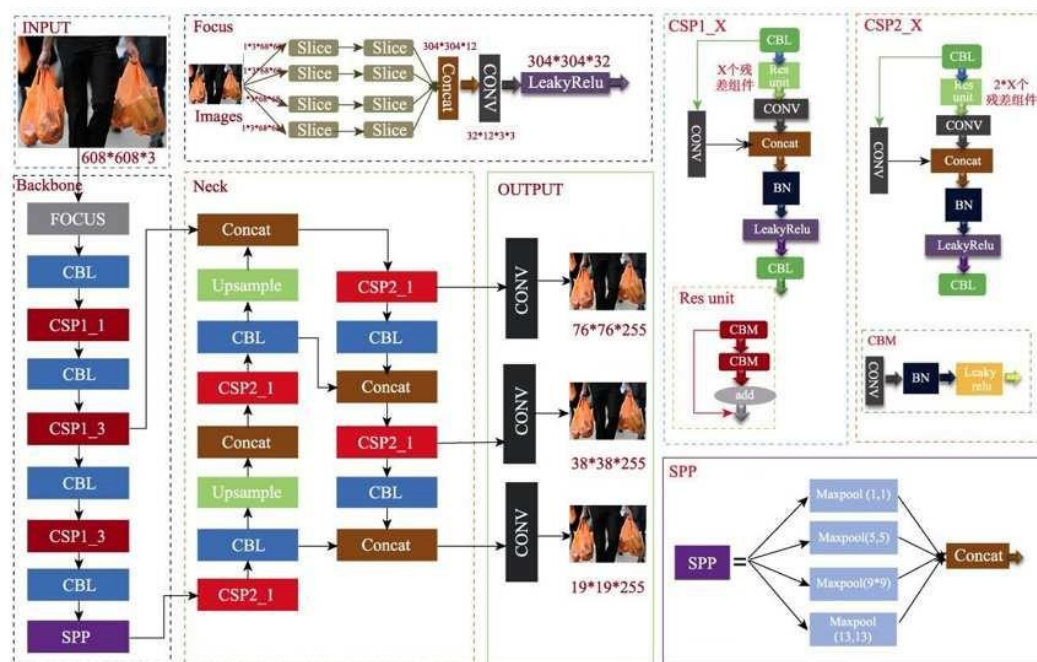 INPUT
608*608*3
Focus
Images
1*3*68*68
Slice
Slice
Slice
Slice
Slice
Slice
Slice
Slice
304*304*12
Concat
CONV
32*12*3*3
304*304*32
LeakyRelu
Backbone
FOCUS
CBL
CSP1_1
CBL
CSP1_3
CBL
CSP1_3
CBL
SPP
Neck
Concat
Upsample
CBL
CSP2_1
Concat
Upsample
CBL
CSP2_1
CSP2_1
CBL
Concat
CSP2_1
CBL
Concat
OUTPUT
CONV
76*76*255
CONV
38*38*255
CONV
19*19*255
CSP1_X
CBL
X个残
差组件
Res
unit
CONV
CONV
Concat
BN
LeakyRelu
CBL
Res unit
CBM
CBM
add
CSP2_X
CBL
Res
unit
2*X个
残差组件
CONV
CONV
Concat
BN
LeakyRelu
CBL
CBM
CONV
BN
Leaky
relu
SPP
SPP
=
Maxpool (1,1)
Maxpool(5,5)
Maxpool(9*9)
Maxpool
(13,13)
Concat